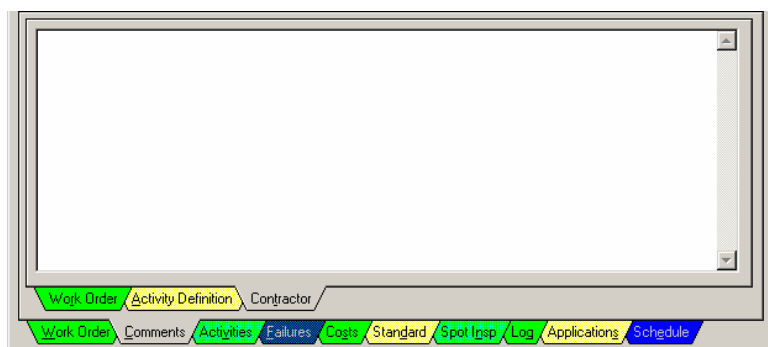 Work Order Activity Definition Contractor
Work Order Comments Activities Failures Costs Standard Spot Insp Log Applications Schedule